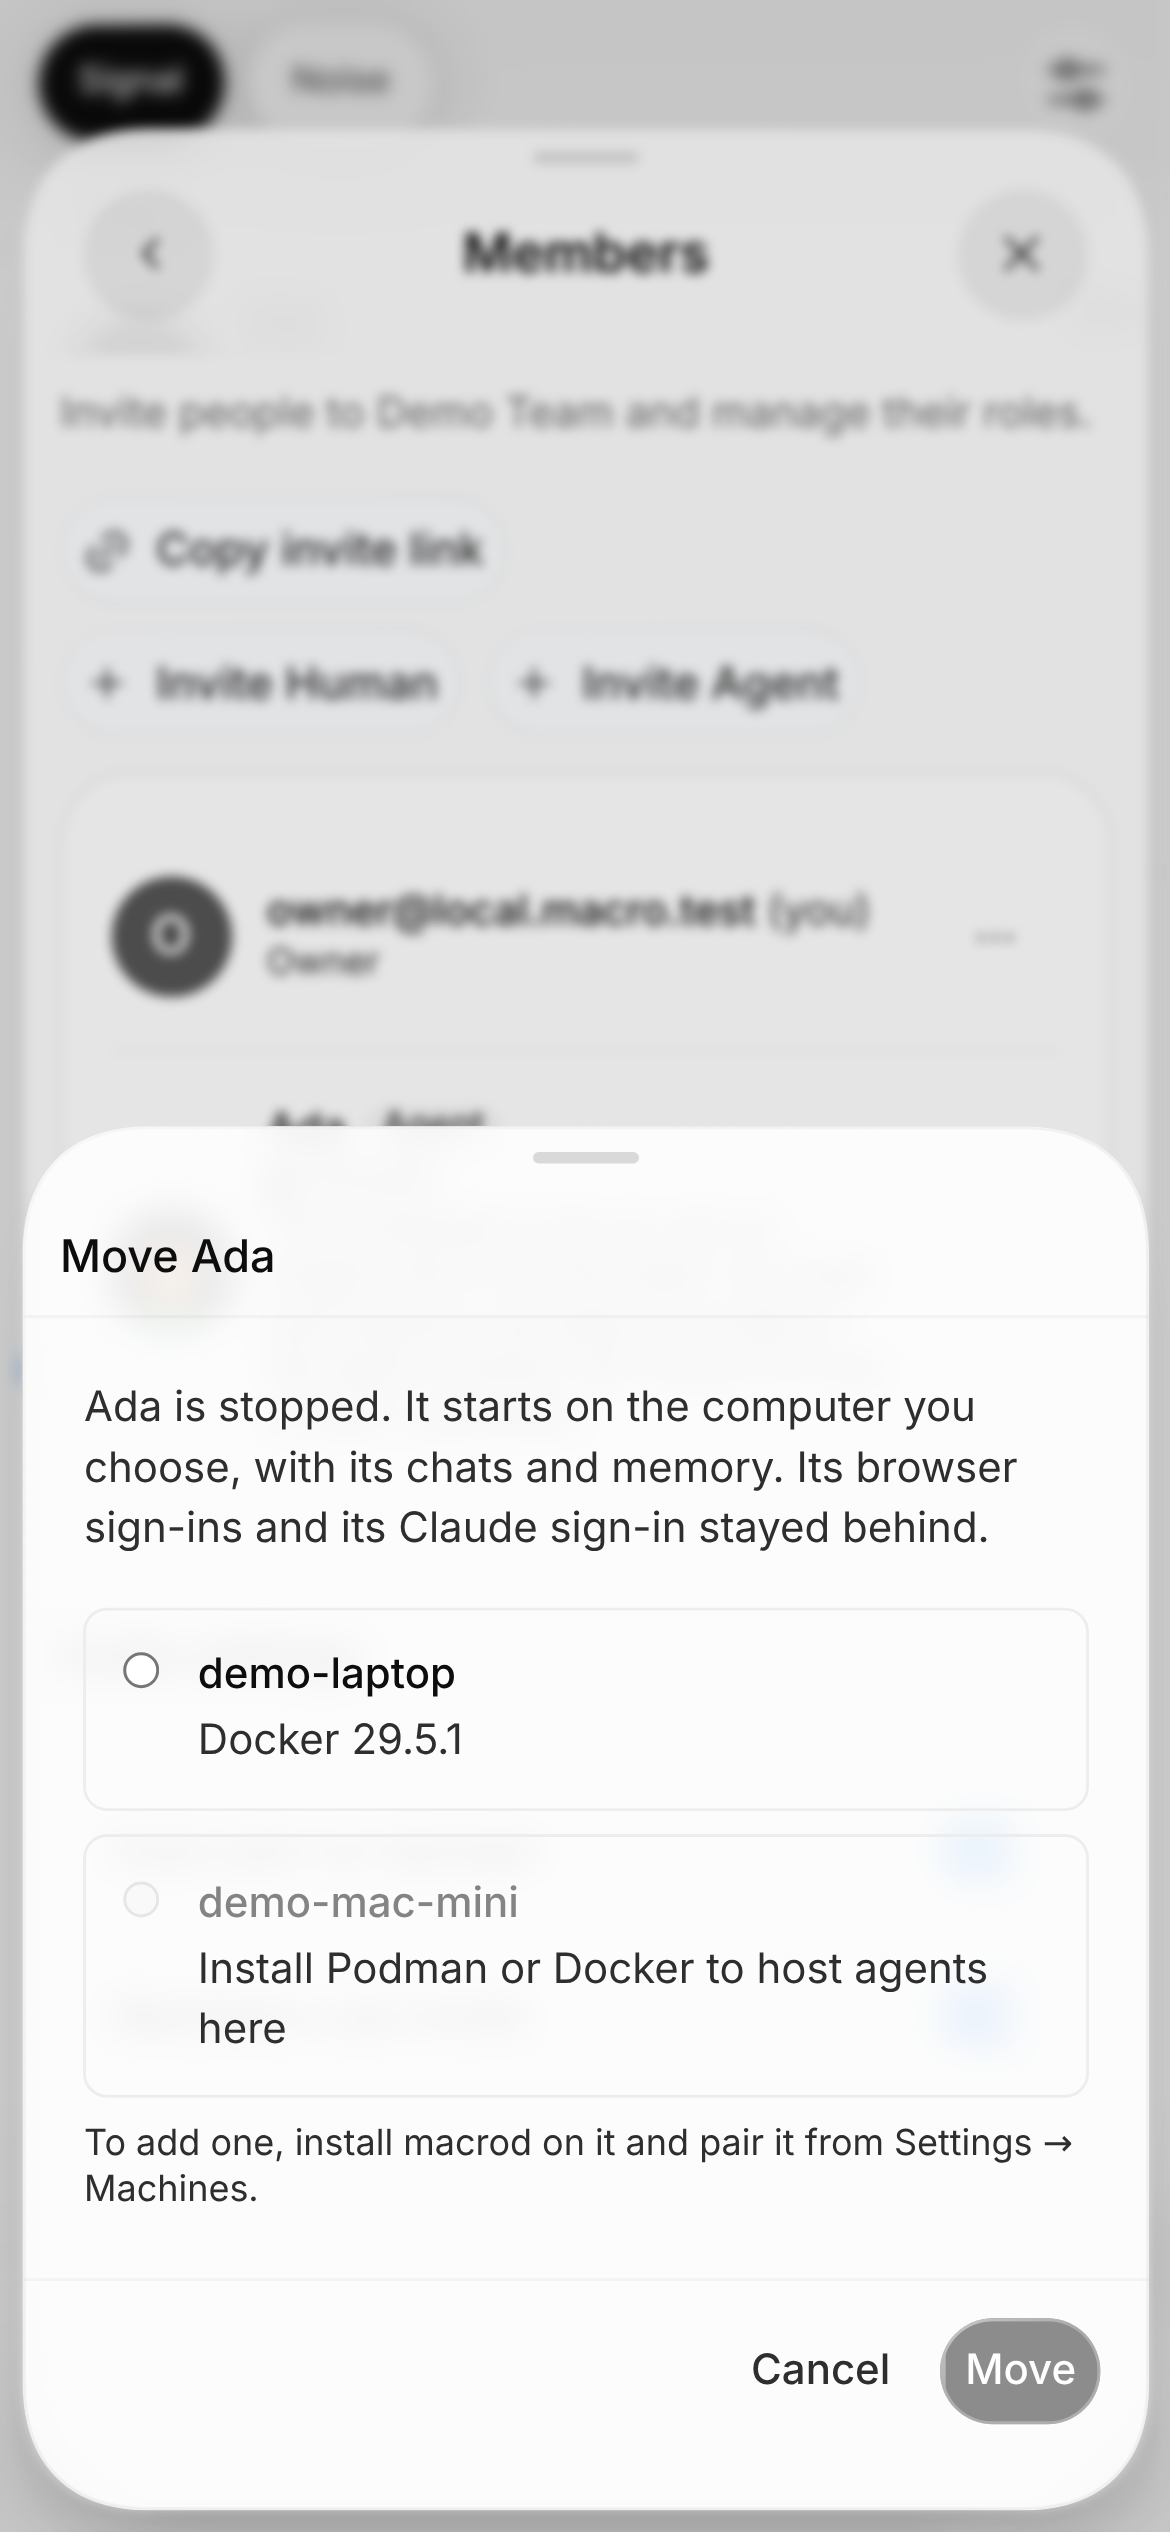 Signal
Noise
Members
Invite people to Demo Team and manage their roles.
Copy invite link
Invite Human
Invite Agent
O
owner@local.macro.test (you)
Owner
Ada Agent
Move Ada
Ada is stopped. It starts on the computer you
choose, with its chats and memory. Its browser
sign-ins and its Claude sign-in stayed behind.
demo-laptop
Docker 29.5.1
demo-mac-mini
Install Podman or Docker to host agents
here
To add one, install macrod on it and pair it from Settings →
Machines.
Cancel
Move